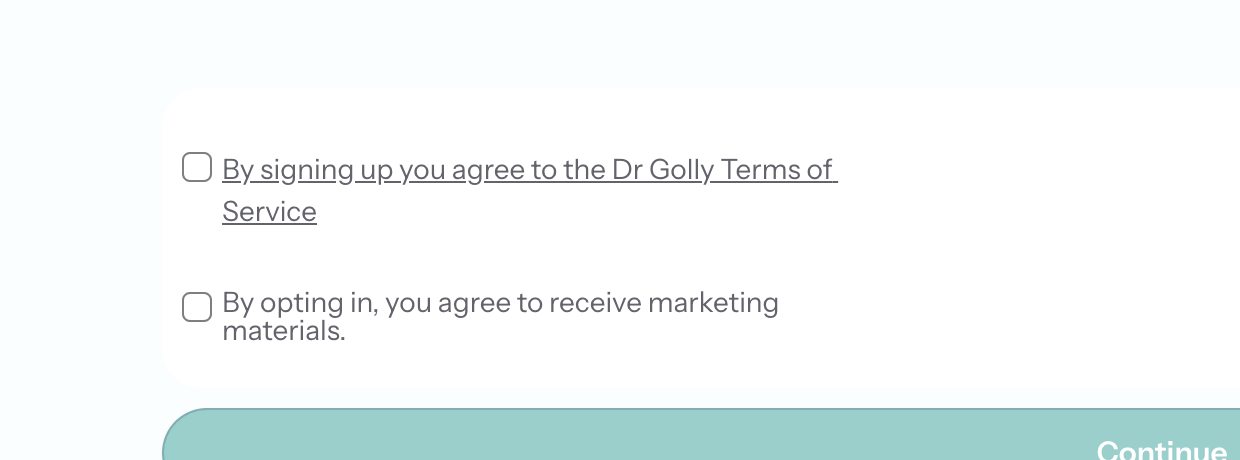 By signing up you agree to the Dr Golly Terms of
Service
By opting in, you agree to receive marketing
materials.
Continue